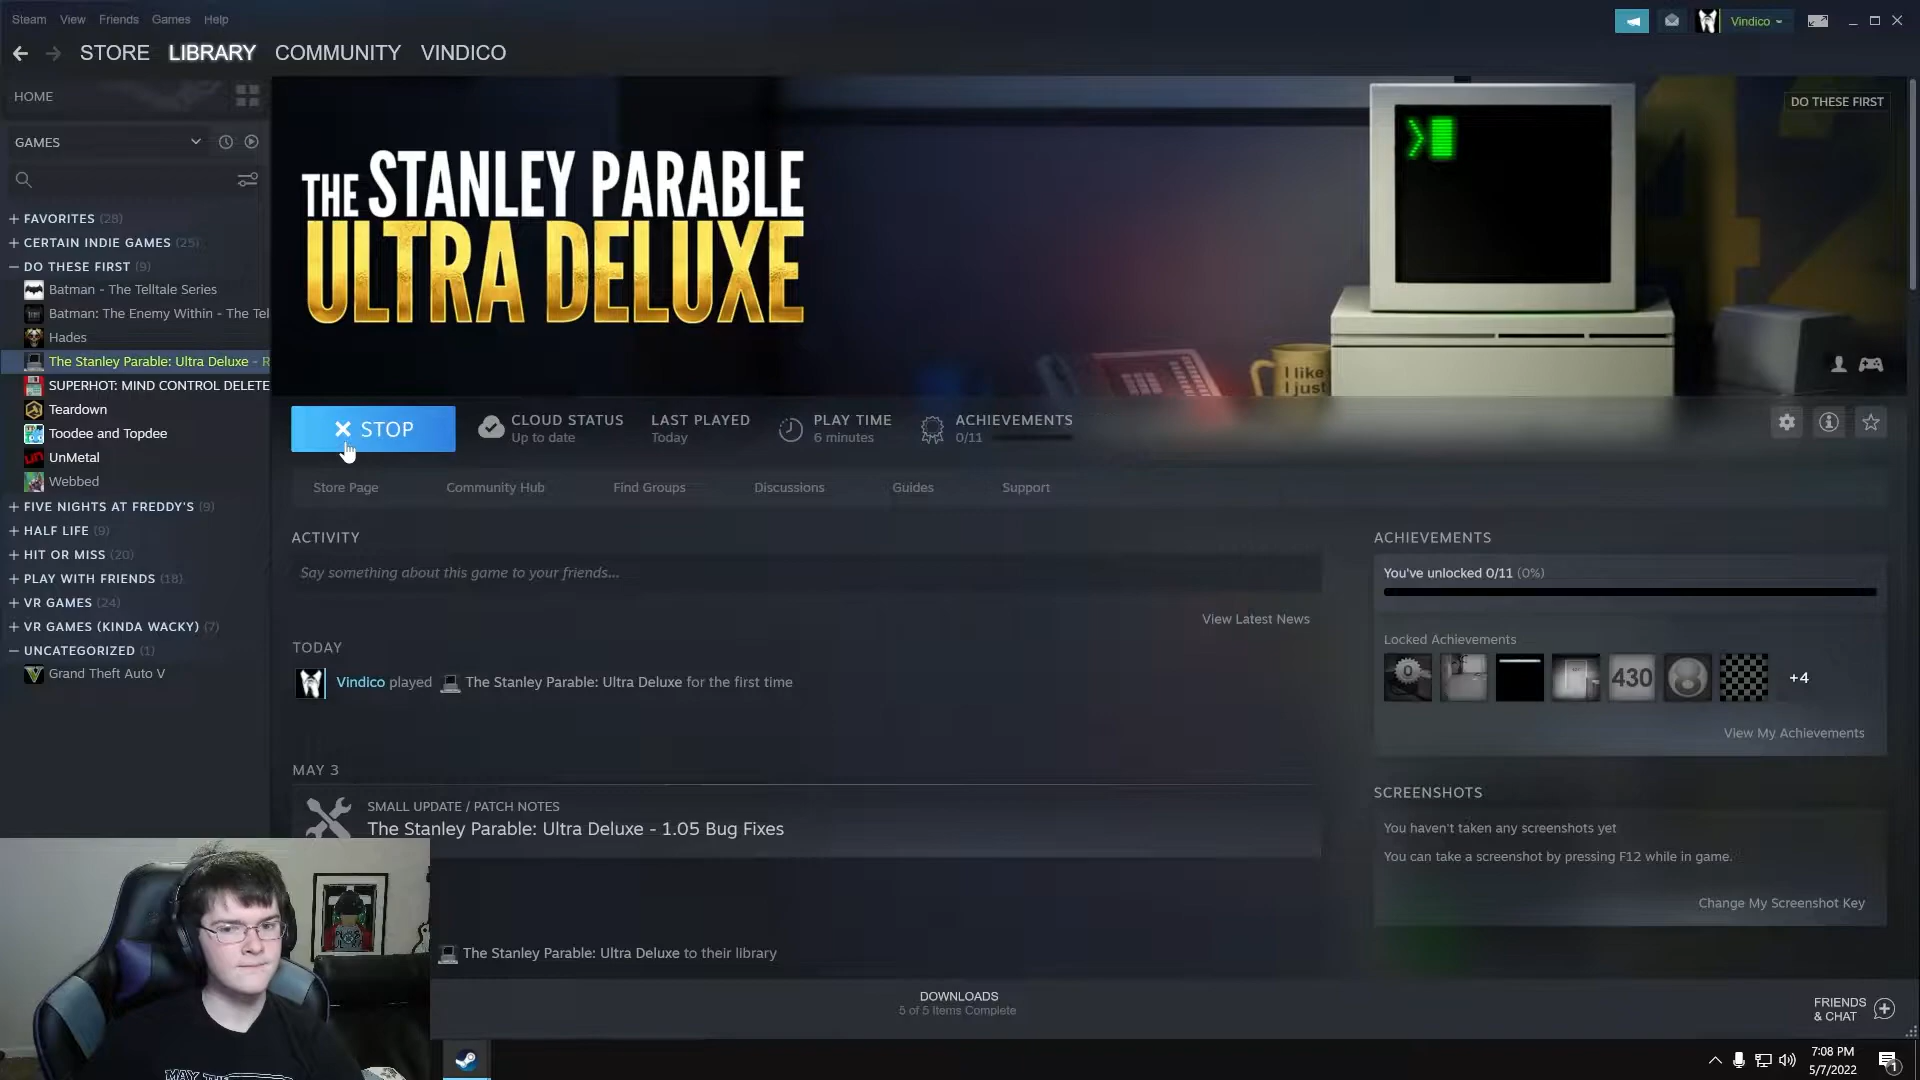 Steam View Friends Games Help
Vindico
STORE LIBRARY COMMUNITY VINDICO
HOME
GAMES
+ FAVORITES (28)
+ CERTAIN INDIE GAMES (25)
— DO THESE FIRST (9)
Batman - The Telltale Series
Batman: The Enemy Within - The Tel
Hades
The Stanley Parable: Ultra Deluxe - R
SUPERHOT: MIND CONTROL DELETE
Teardown
Toodee and Topdee
UnMetal
Webbed
+ FIVE NIGHTS AT FREDDY'S (9)
+ HALF LIFE (9)
+ HIT OR MISS (20)
+ PLAY WITH FRIENDS (18)
+ VR GAMES (24)
+ VR GAMES (KINDA WACKY) (7)
— UNCATEGORIZED (1)
Grand Theft Auto V
THE STANLEY PARABLE
ULTRA DELUXE
DO THESE FIRST
I like
I just
STOP
CLOUD STATUS
Up to date
LAST PLAYED
Today
PLAY TIME
6 minutes
ACHIEVEMENTS
0/11
Store Page Community Hub Find Groups Discussions Guides Support
ACTIVITY
Say something about this game to your friends...
View Latest News
TODAY
Vindico played The Stanley Parable: Ultra Deluxe for the first time
MAY 3
SMALL UPDATE / PATCH NOTES
The Stanley Parable: Ultra Deluxe - 1.05 Bug Fixes
The Stanley Parable: Ultra Deluxe to their library
ACHIEVEMENTS
You've unlocked 0/11 (0%)
Locked Achievements
0
430
+4
View My Achievements
SCREENSHOTS
You haven't taken any screenshots yet
You can take a screenshot by pressing F12 while in game.
Change My Screenshot Key
DOWNLOADS
5 of 5 Items Complete
FRIENDS
& CHAT
MAY THE
7:08 PM
5/7/2022
1